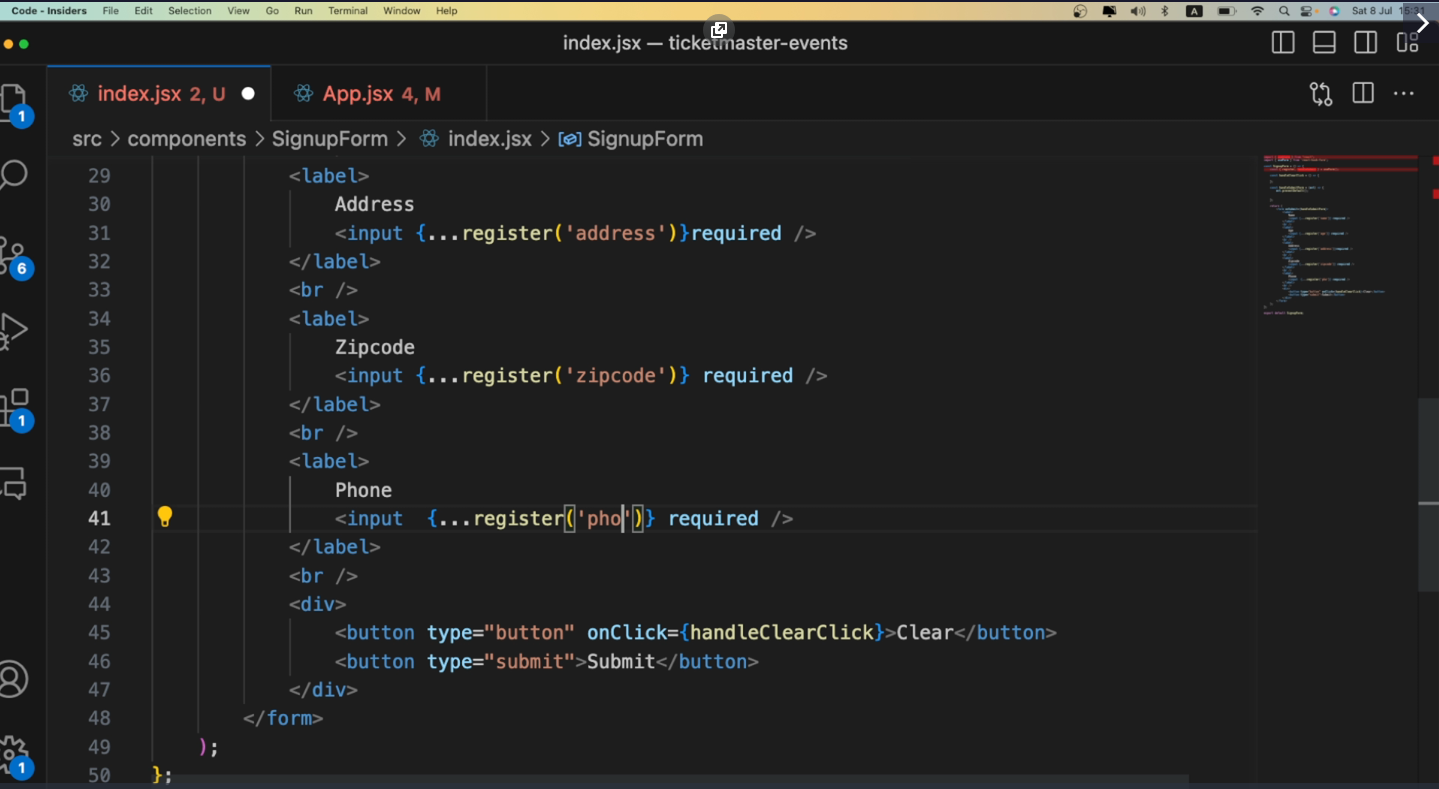 Code - Insiders File Edit Selection View Go Run Terminal Window Help A Sat 8 Jul 15:31
index.jsx — ticketmaster-events
index.jsx 2, U App.jsx 4, M
src > components > SignupForm > index.jsx > SignupForm
29 <label>
30 Address
31 <input {...register('address')}required />
32 </label>
33 <br />
34 <label>
35 Zipcode
36 <input {...register('zipcode')} required />
37 </label>
38 <br />
39 <label>
40 Phone
41 <input  {...register('pho')} required />
42 </label>
43 <br />
44 <div>
45 <button type="button" onClick={handleClearClick}>Clear</button>
46 <button type="submit">Submit</button>
47 </div>
48 </form>
49 );
50 };
1
6
1
1